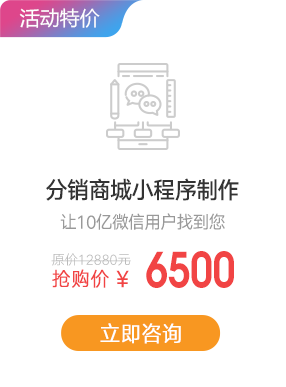 活动特价
分销商城小程序制作
让10亿微信用户找到您
原价12880元
抢购价 ¥ 6500
立即咨询